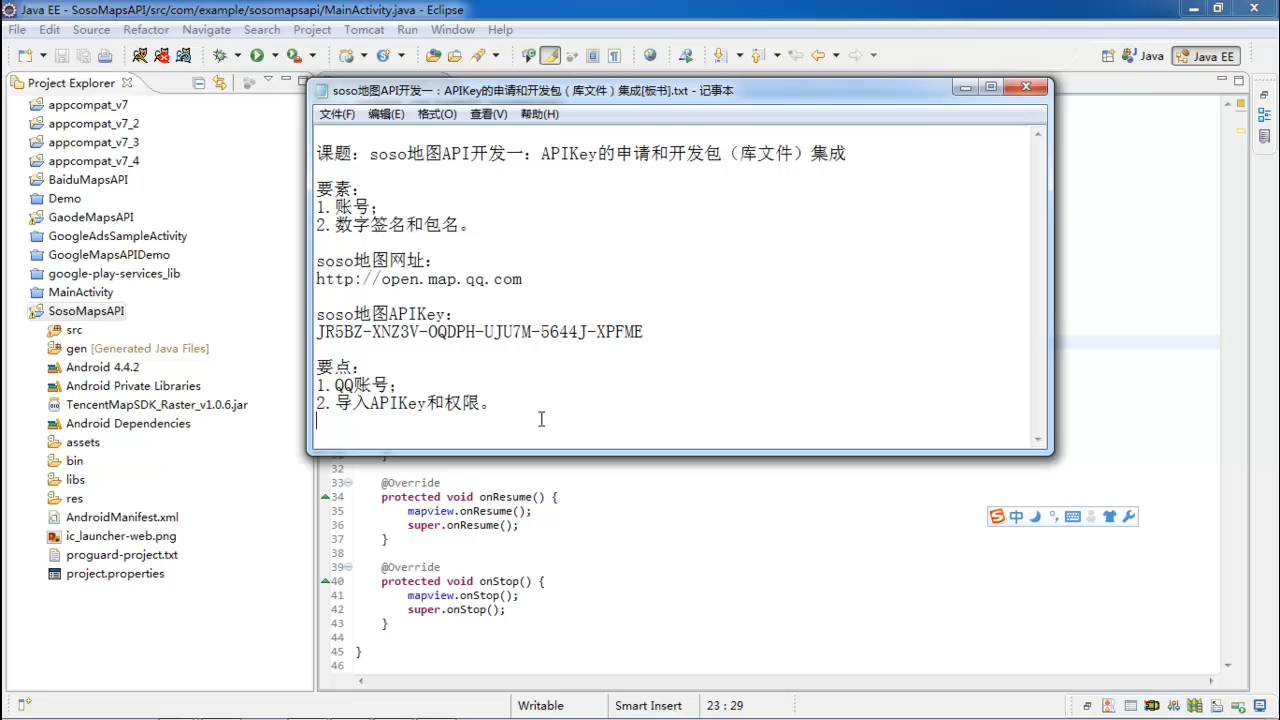 Java EE - SosoMapsAPI/src/com/example/sosomapsapi/MainActivity.java - Eclipse
File Edit Source Refactor Navigate Search Project Tomcat Run Window Help
Java
Java EE
Project Explorer
appcompat_v7
appcompat_v7_2
appcompat_v7_3
appcompat_v7_4
BaiduMapsAPI
Demo
GaodeMapsAPI
GoogleAdsSampleActivity
GoogleMapsAPIDemo
google-play-services_lib
MainActivity
SosoMapsAPI
src
gen [Generated Java Files]
Android 4.4.2
Android Private Libraries
TencentMapSDK_Raster_v1.0.6.jar
Android Dependencies
assets
bin
libs
res
AndroidManifest.xml
ic_launcher-web.png
proguard-project.txt
project.properties
soso地图API开发一：APIKey的申请和开发包（库文件）集成[板书].txt - 记事本
文件(F) 编辑(E) 格式(O) 查看(V) 帮助(H)
课题：soso地图API开发一：APIKey的申请和开发包（库文件）集成
要素：
1.账号；
2.数字签名和包名。
soso地图网址：
http://open.map.qq.com
soso地图APIKey：
JR5BZ-XNZ3V-OQDPH-UJU7M-5644J-XPFME
要点：
1.QQ账号；
2.导入APIKey和权限。
32
33 @Override
34 protected void onResume() {
35 mapview.onResume();
36 super.onResume();
37 }
38
39 @Override
40 protected void onStop() {
41 mapview.onStop();
42 super.onStop();
43 }
44
45 }
46
中
Writable
Smart Insert
23 : 29